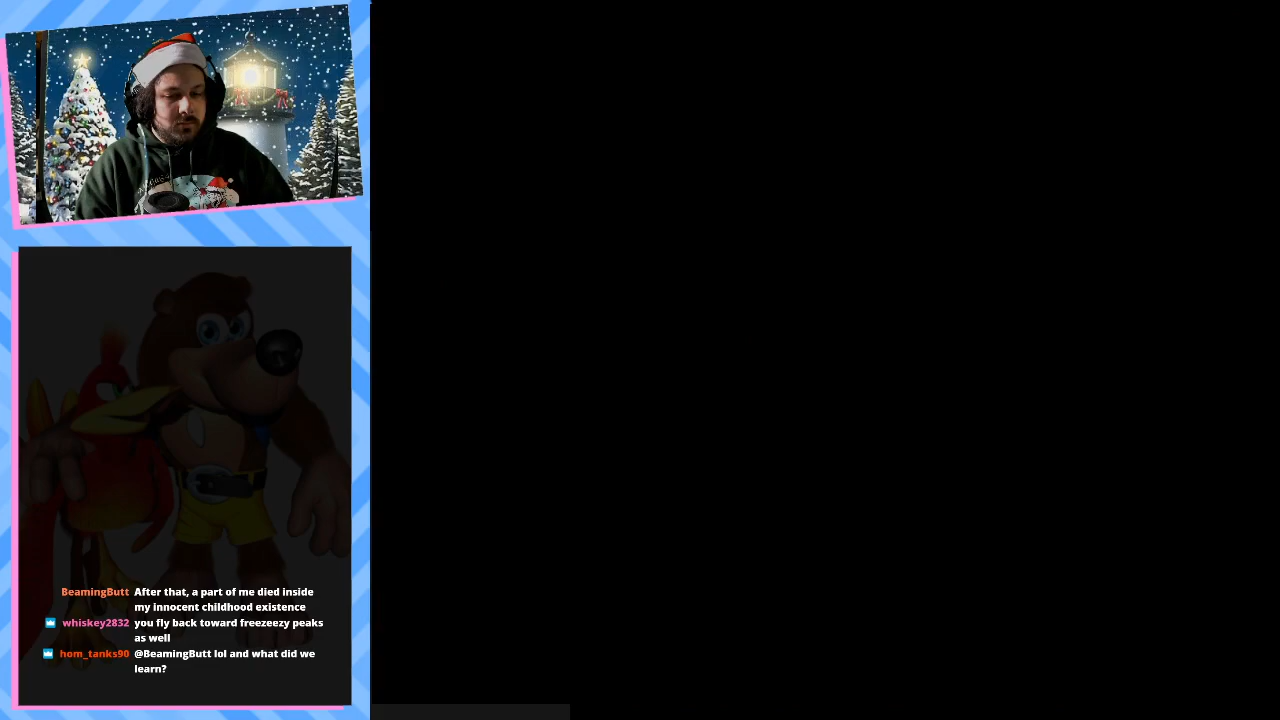 BeamingButt After that, a part of me died inside
my innocent childhood existence
whiskey2832 you fly back toward freezeezy peaks
as well
hom_tanks90 @BeamingButt lol and what did we
learn?